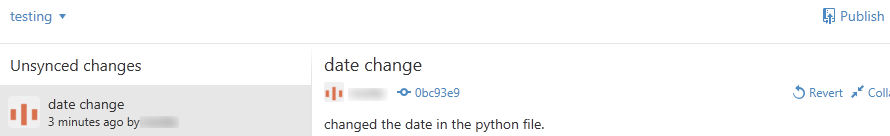 testing
Publish
Unsynced changes
date change
3 minutes ago by
date change
0bc93e9
Revert
Colla
changed the date in the python file.